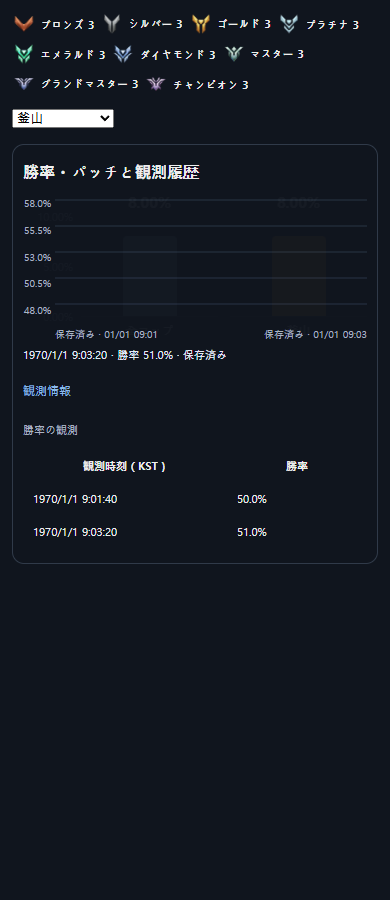 ブロンズ 3 シルバー 3 ゴールド 3 プラチナ 3
エメラルド 3 ダイヤモンド 3 マスター 3
グランドマスター 3 チャンピオン 3
釜山
勝率・パッチと観測履歴
58.0%
55.5%
53.0%
50.5%
48.0%
保存済み · 01/01 09:01 保存済み · 01/01 09:03
1970/1/1 9:03:20 · 勝率 51.0% · 保存済み
観測情報
勝率の観測
観測時刻 ( KST ) 勝率
1970/1/1 9:01:40 50.0%
1970/1/1 9:03:20 51.0%